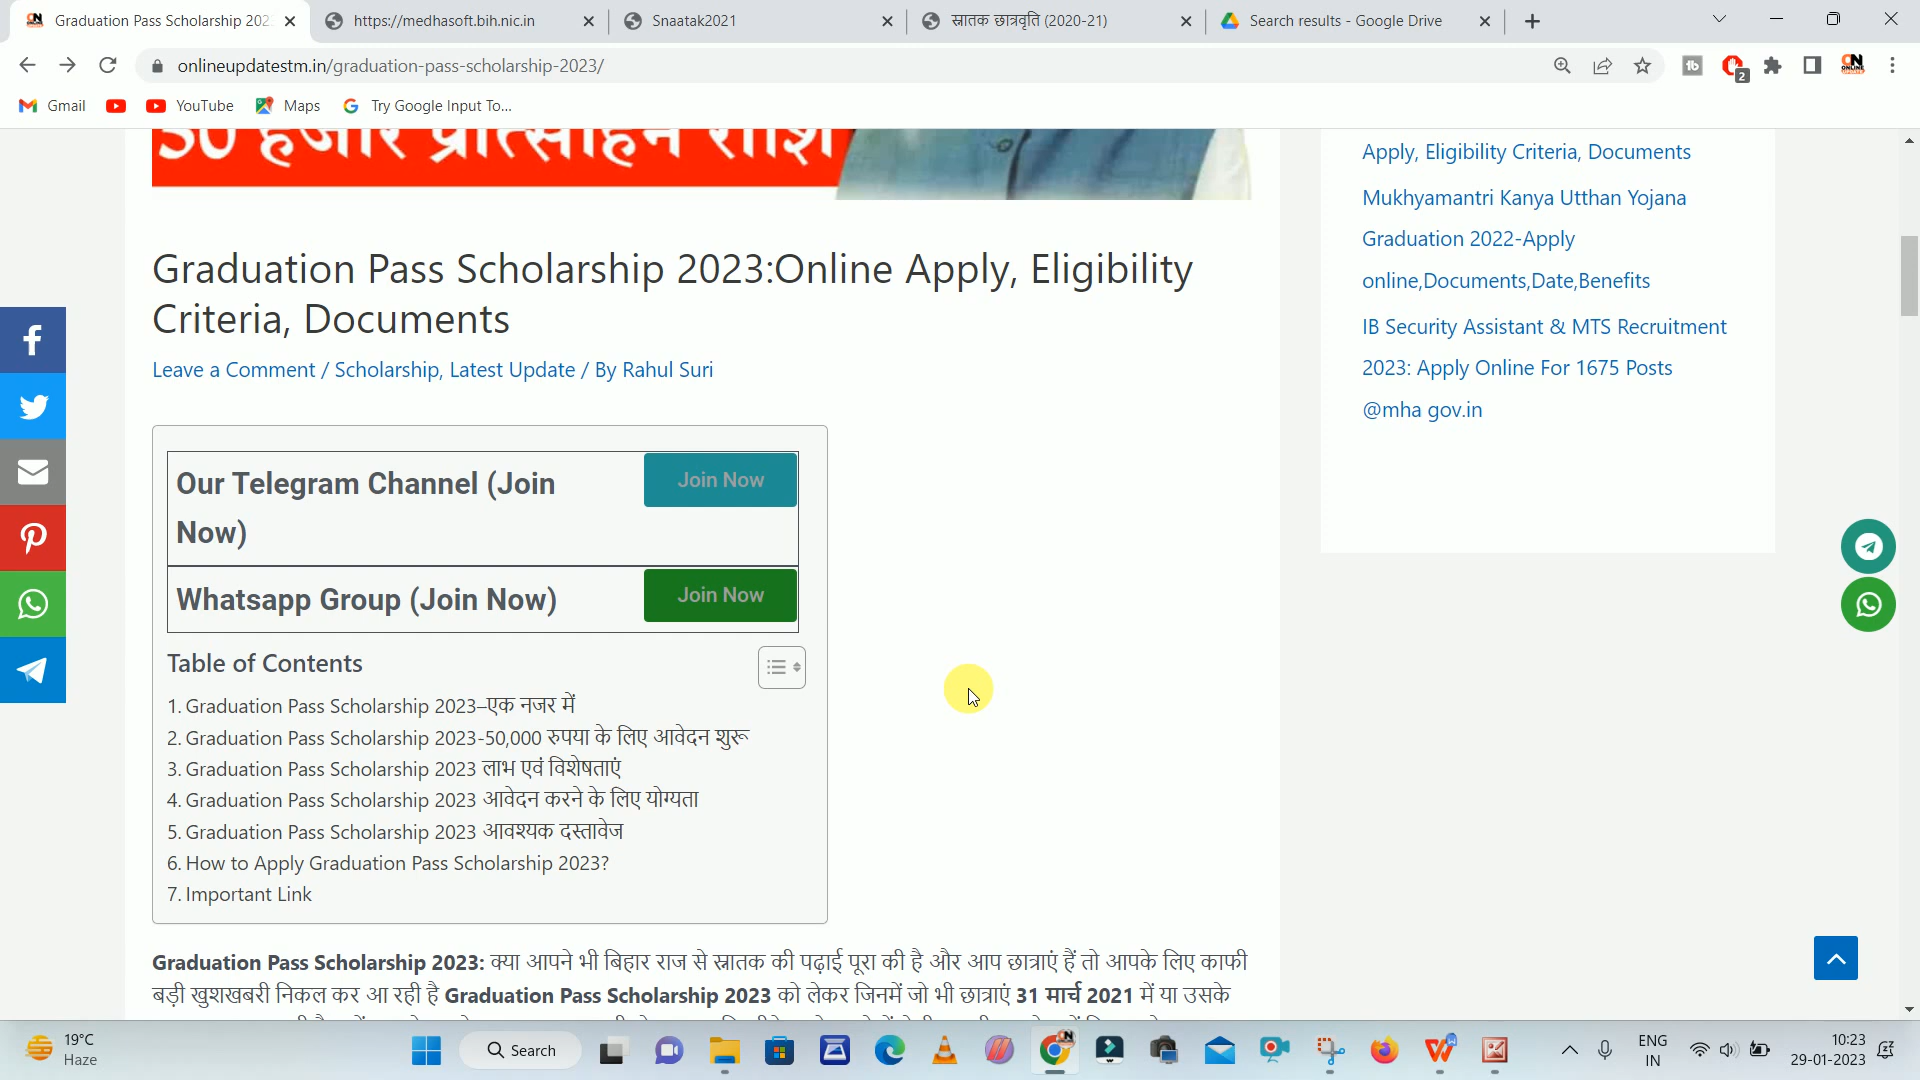 Graduation Pass Scholarship 202
https://medhasoft.bih.nic.in
Snaatak2021
स्नातक छात्रवृति (2020-21)
Search results - Google Drive
onlineupdatestm.in/graduation-pass-scholarship-2023/
2
Gmail
YouTube
Maps
Try Google Input To...
50 हजार प्रोत्साहन राशि
Graduation Pass Scholarship 2023:Online Apply, Eligibility
Criteria, Documents
Leave a Comment / Scholarship, Latest Update / By Rahul Suri
Our Telegram Channel (Join
Now)
Join Now
Whatsapp Group (Join Now)
Join Now
Table of Contents
1. Graduation Pass Scholarship 2023–एक नजर में
2. Graduation Pass Scholarship 2023-50,000 रुपया के लिए आवेदन शुरू
3. Graduation Pass Scholarship 2023 लाभ एवं विशेषताएं
4. Graduation Pass Scholarship 2023 आवेदन करने के लिए योग्यता
5. Graduation Pass Scholarship 2023 आवश्यक दस्तावेज
6. How to Apply Graduation Pass Scholarship 2023?
7. Important Link
Graduation Pass Scholarship 2023: क्या आपने भी बिहार राज से स्नातक की पढ़ाई पूरा की है और आप छात्राएं हैं तो आपके लिए काफी
बड़ी खुशखबरी निकल कर आ रही है Graduation Pass Scholarship 2023 को लेकर जिनमें जो भी छात्राएं 31 मार्च 2021 में या उसके
Apply, Eligibility Criteria, Documents
Mukhyamantri Kanya Utthan Yojana
Graduation 2022-Apply
online,Documents,Date,Benefits
IB Security Assistant & MTS Recruitment
2023: Apply Online For 1675 Posts
@mha gov.in
19°C
Haze
Search
ENG
IN
10:23
29-01-2023